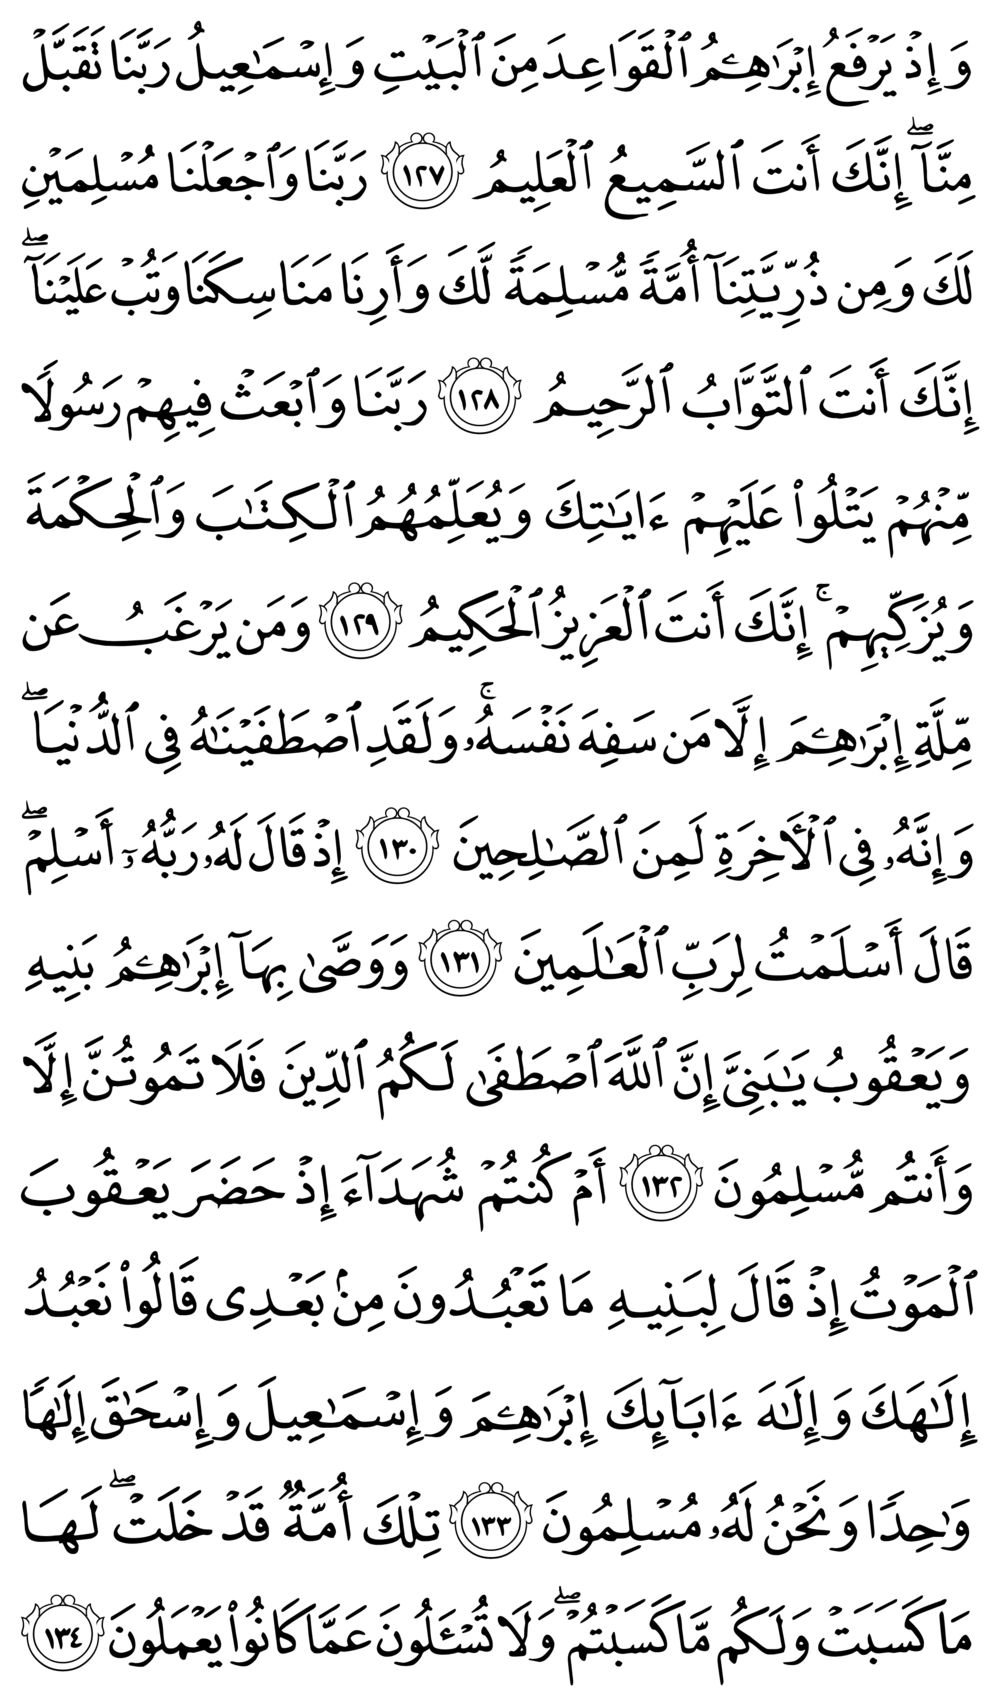 وَإِذۡ يَرۡفَعُ إِبۡرَٰهِـۧمُ ٱلۡقَوَاعِدَ مِنَ ٱلۡبَيۡتِ وَإِسۡمَٰعِيلُ رَبَّنَا تَقَبَّلۡ
مِنَّآۖ إِنَّكَ أَنتَ ٱلسَّمِيعُ ٱلۡعَلِيمُ ١٢٧ رَبَّنَا وَٱجۡعَلۡنَا مُسۡلِمَيۡنِ
لَكَ وَمِن ذُرِّيَّتِنَآ أُمَّةٗ مُّسۡلِمَةٗ لَّكَ وَأَرِنَا مَنَاسِكَنَا وَتُبۡ عَلَيۡنَآۖ
إِنَّكَ أَنتَ ٱلتَّوَّابُ ٱلرَّحِيمُ ١٢٨ رَبَّنَا وَٱبۡعَثۡ فِيهِمۡ رَسُولٗا
مِّنۡهُمۡ يَتۡلُواْ عَلَيۡهِمۡ ءَايَٰتِكَ وَيُعَلِّمُهُمُ ٱلۡكِتَٰبَ وَٱلۡحِكۡمَةَ
وَيُزَكِّيهِمۡۚ إِنَّكَ أَنتَ ٱلۡعَزِيزُ ٱلۡحَكِيمُ ١٢٩ وَمَن يَرۡغَبُ عَن
مِّلَّةِ إِبۡرَٰهِـۧمَ إِلَّا مَن سَفِهَ نَفۡسَهُۥۚ وَلَقَدِ ٱصۡطَفَيۡنَٰهُ فِي ٱلدُّنۡيَاۖ
وَإِنَّهُۥ فِي ٱلۡأٓخِرَةِ لَمِنَ ٱلصَّٰلِحِينَ ١٣٠ إِذۡ قَالَ لَهُۥ رَبُّهُۥٓ أَسۡلِمۡۖ
قَالَ أَسۡلَمۡتُ لِرَبِّ ٱلۡعَٰلَمِينَ ١٣١ وَوَصَّىٰ بِهَآ إِبۡرَٰهِـۧمُ بَنِيهِ
وَيَعۡقُوبُ يَٰبَنِيَّ إِنَّ ٱللَّهَ ٱصۡطَفَىٰ لَكُمُ ٱلدِّينَ فَلَا تَمُوتُنَّ إِلَّا
وَأَنتُم مُّسۡلِمُونَ ١٣٢ أَمۡ كُنتُمۡ شُهَدَآءَ إِذۡ حَضَرَ يَعۡقُوبَ
ٱلۡمَوۡتُ إِذۡ قَالَ لِبَنِيهِ مَا تَعۡبُدُونَ مِنۢ بَعۡدِي قَالُواْ نَعۡبُدُ
إِلَٰهَكَ وَإِلَٰهَ ءَابَآئِكَ إِبۡرَٰهِـۧمَ وَإِسۡمَٰعِيلَ وَإِسۡحَٰقَ إِلَٰهٗا
وَٰحِدٗا وَنَحۡنُ لَهُۥ مُسۡلِمُونَ ١٣٣ تِلۡكَ أُمَّةٞ قَدۡ خَلَتۡۖ لَهَا
مَا كَسَبَتۡ وَلَكُم مَّا كَسَبۡتُمۡۖ وَلَا تُسۡـَٔلُونَ عَمَّا كَانُواْ يَعۡمَلُونَ ١٣٤